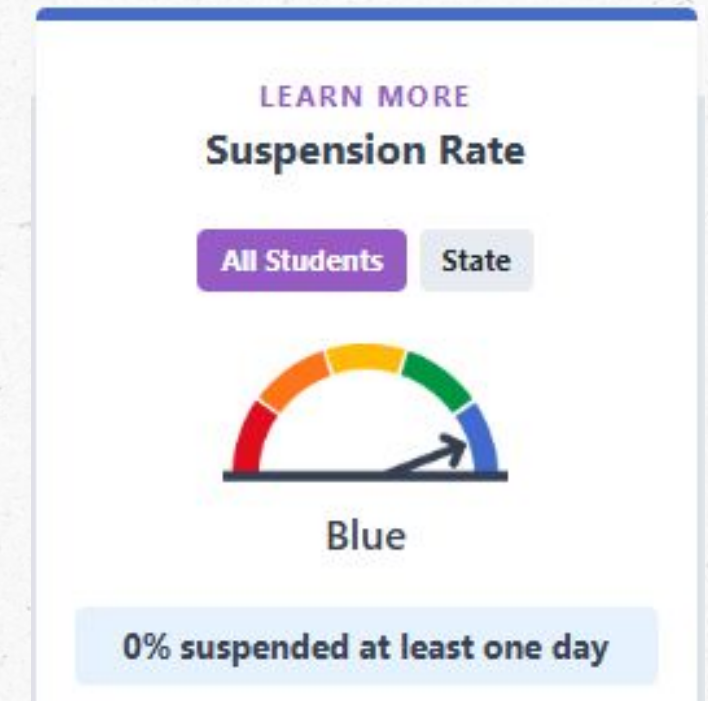 LEARN MORE
Suspension Rate
All Students State
Blue
0% suspended at least one day